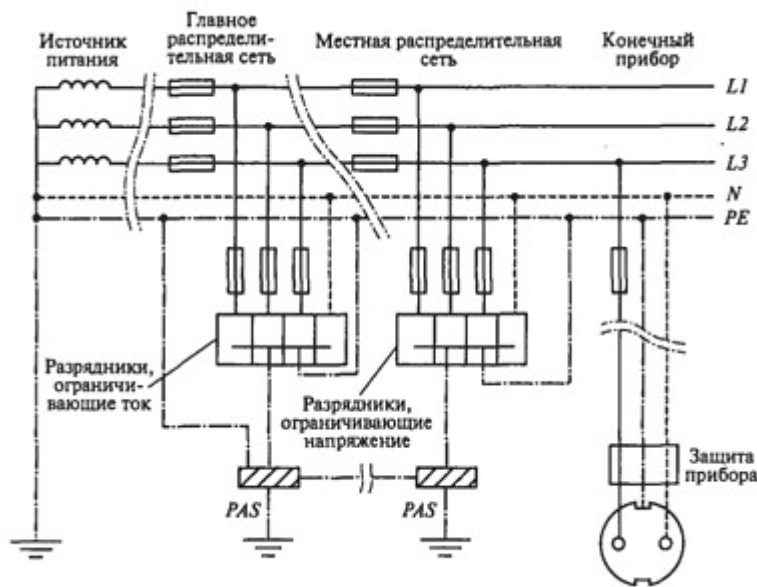 Источник
питания
Главное
распредели-
тельная сеть
Местная распределительная
сеть
Конечный
прибор
L1
L2
L3
N
PE
Разрядники,
ограничи-
вающие ток
Разрядники,
ограничивающие
напряжение
Защита
прибора
PAS
PAS